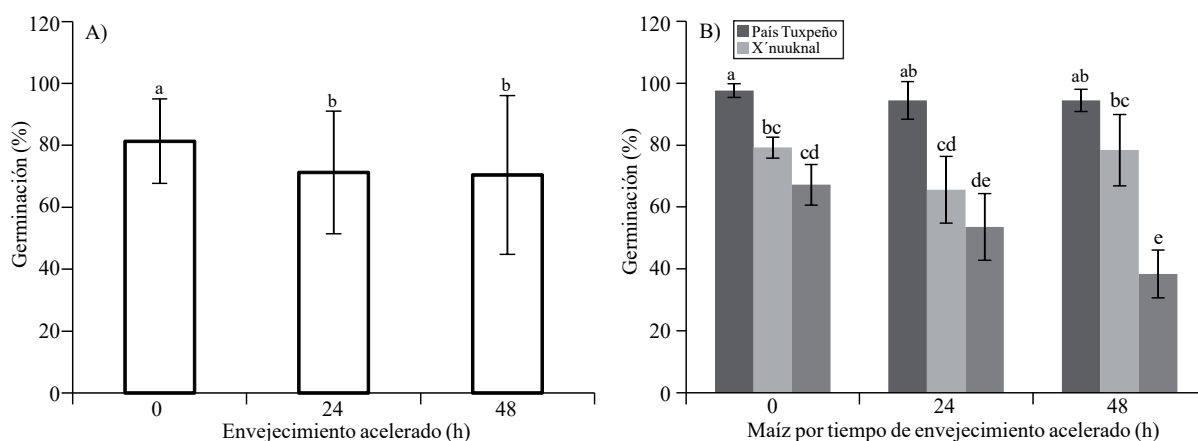 A)
120
100
80
60
40
20
0
Germinación (%)
a
b
b
0
24
48
Envejecimiento acelerado (h)
B)
País Tuxpeño
X´nuuknal
120
100
80
60
40
20
0
Germinación (%)
a
bc
cd
ab
cd
de
ab
bc
e
0
24
48
Maíz por tiempo de envejecimiento acelerado (h)